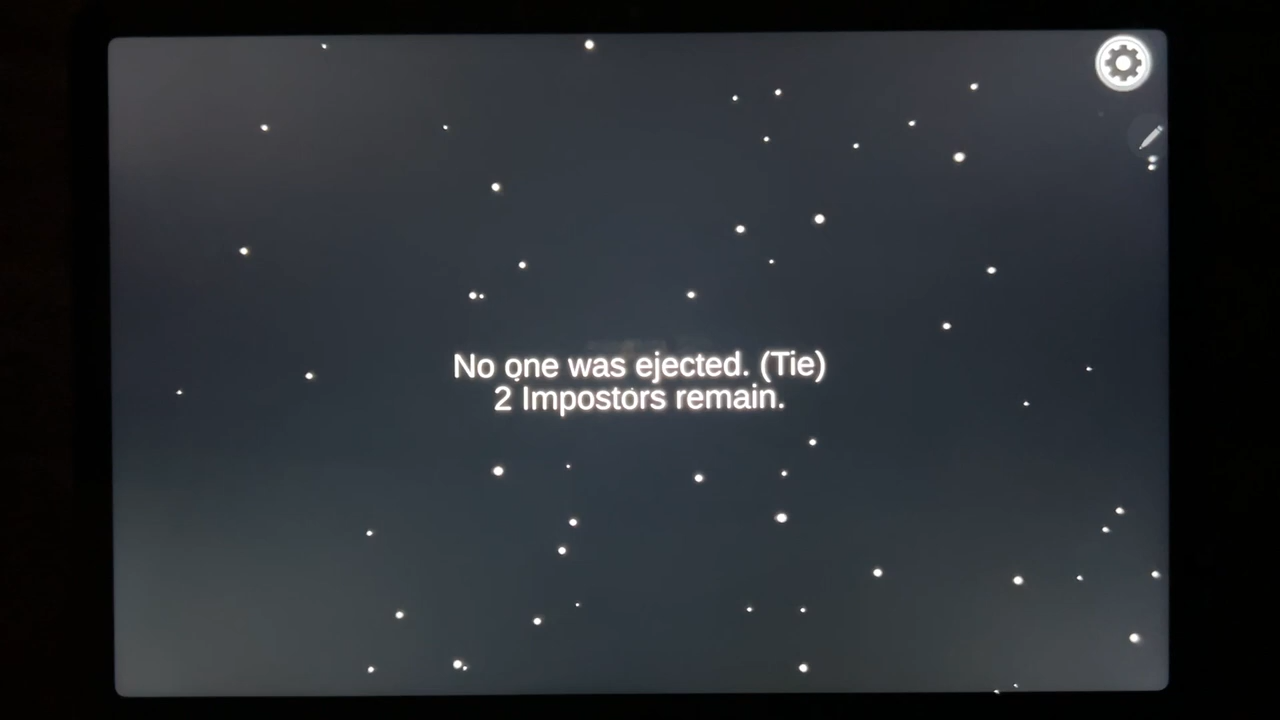 No one was ejected. (Tie)
2 Impostors remain.